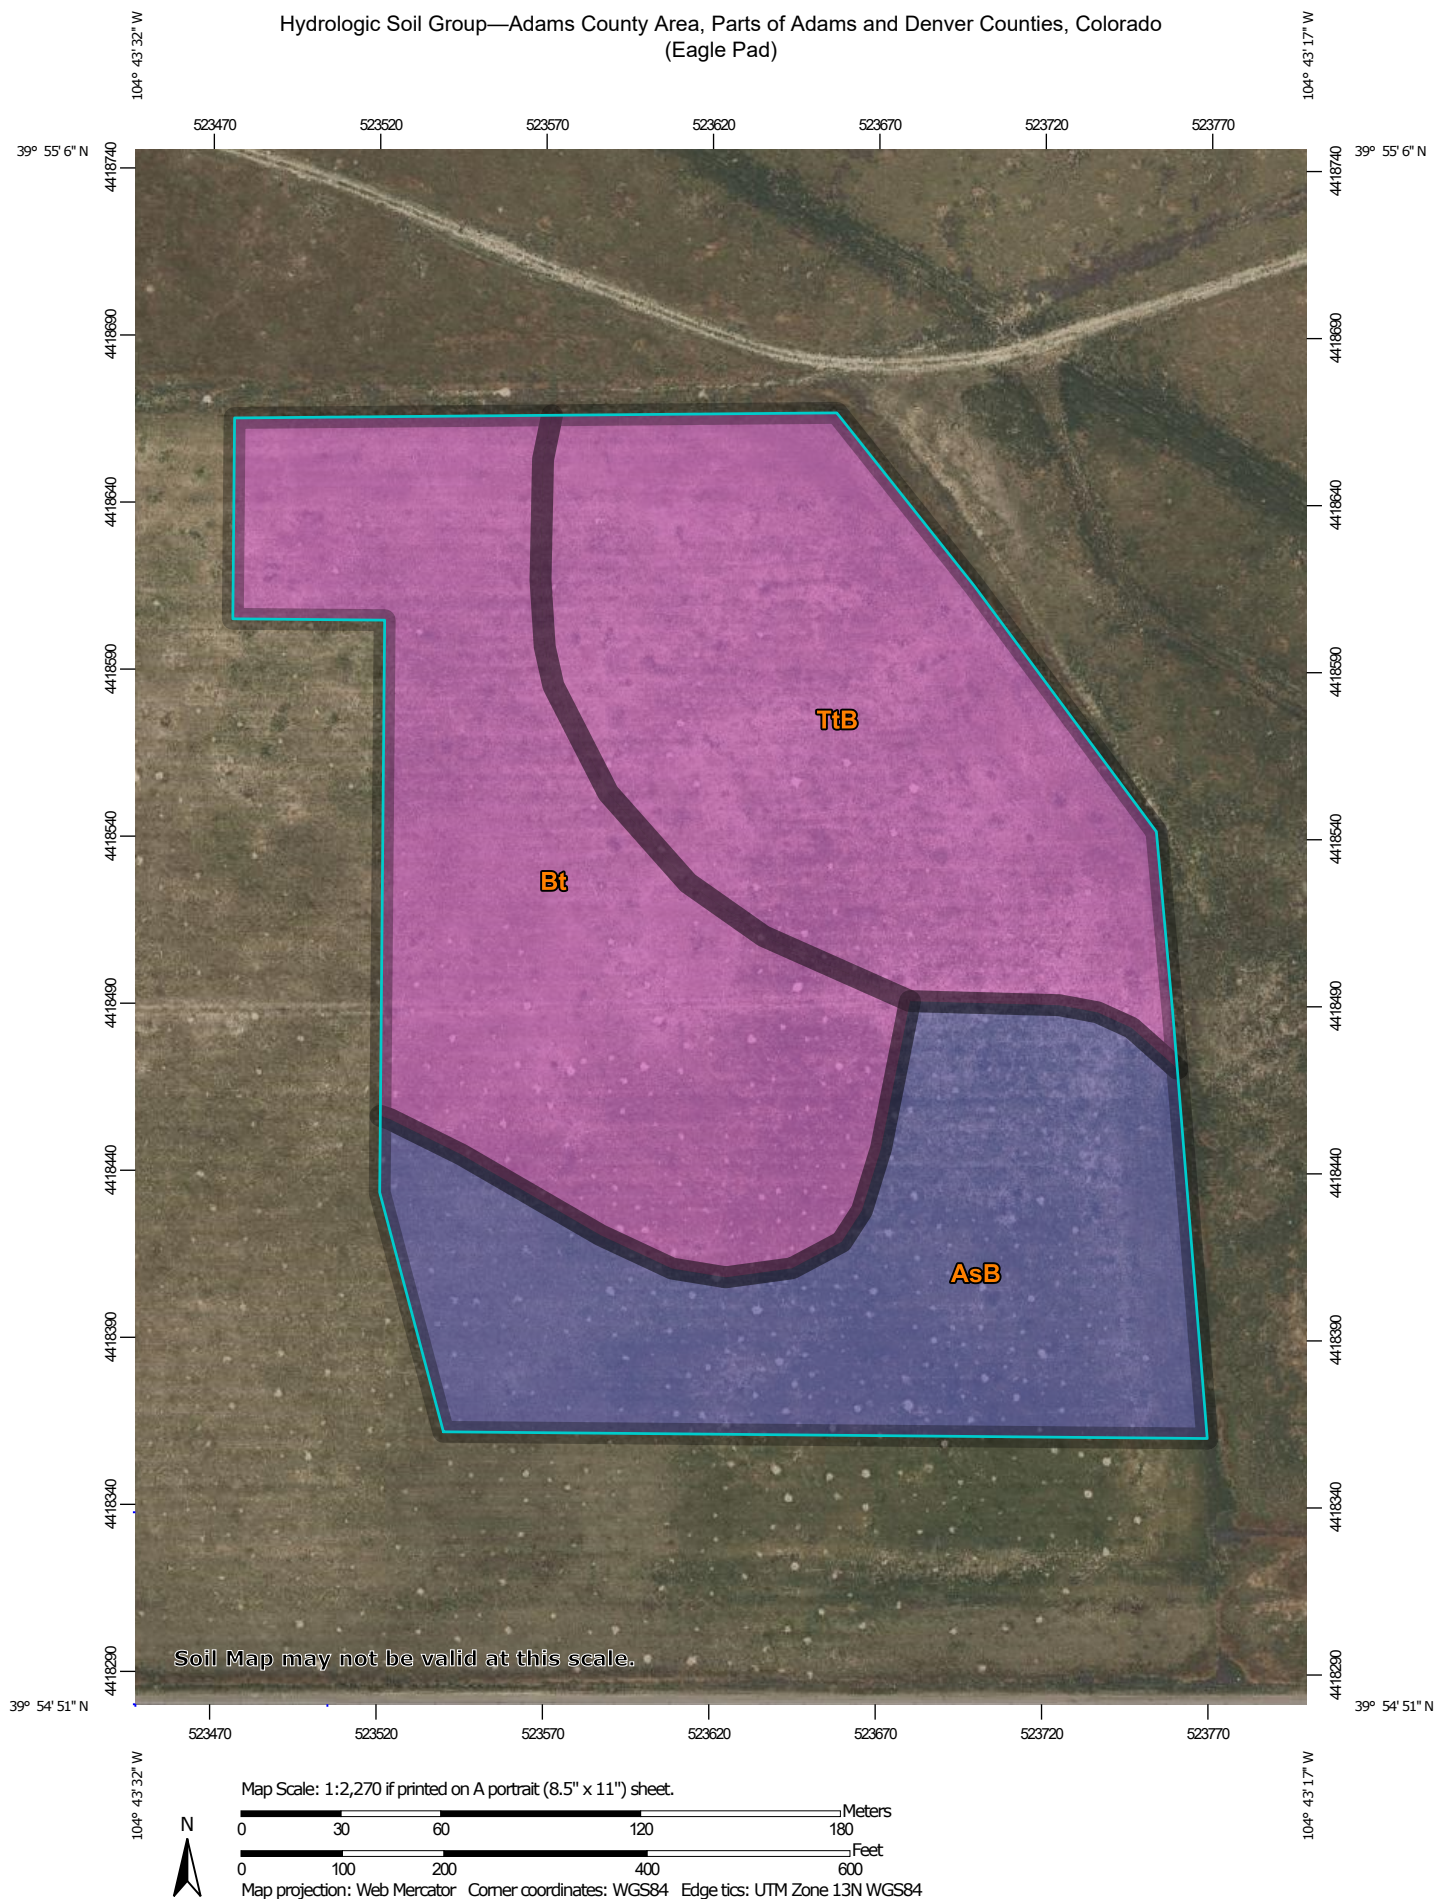 Hydrologic Soil Group—Adams County Area, Parts of Adams and Denver Counties, Colorado
(Eagle Pad)
104° 43' 32'' W
104° 43' 17'' W
523470 523520 523570 523620 523670 523720 523770
39° 55' 6'' N
39° 55' 6'' N
4418740
4418740
4418690
4418690
4418640
4418640
4418590
4418590
TtB
4418540
4418540
Bt
4418490
4418490
4418440
4418440
AsB
4418390
4418390
4418340
4418340
Soil Map may not be valid at this scale.
4418290
4418290
39° 54' 51'' N
39° 54' 51'' N
523470 523520 523570 523620 523670 523720 523770
104° 43' 32'' W
104° 43' 17'' W
Map Scale: 1:2,270 if printed on A portrait (8.5" x 11") sheet.
Meters
N
0 30 60 120 180
Feet
0 100 200 400 600
Map projection: Web Mercator Corner coordinates: WGS84 Edge tics: UTM Zone 13N WGS84